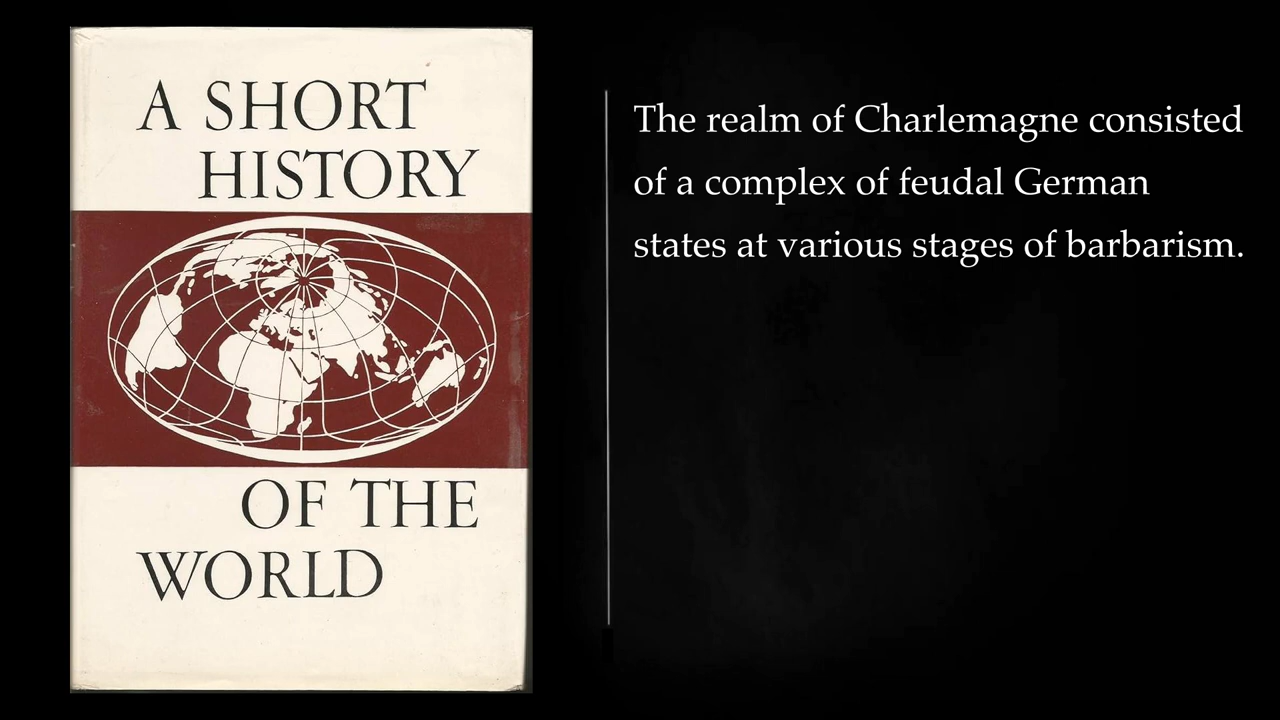 A SHORT
HISTORY
OF THE
WORLD
The realm of Charlemagne consisted
of a complex of feudal German
states at various stages of barbarism.